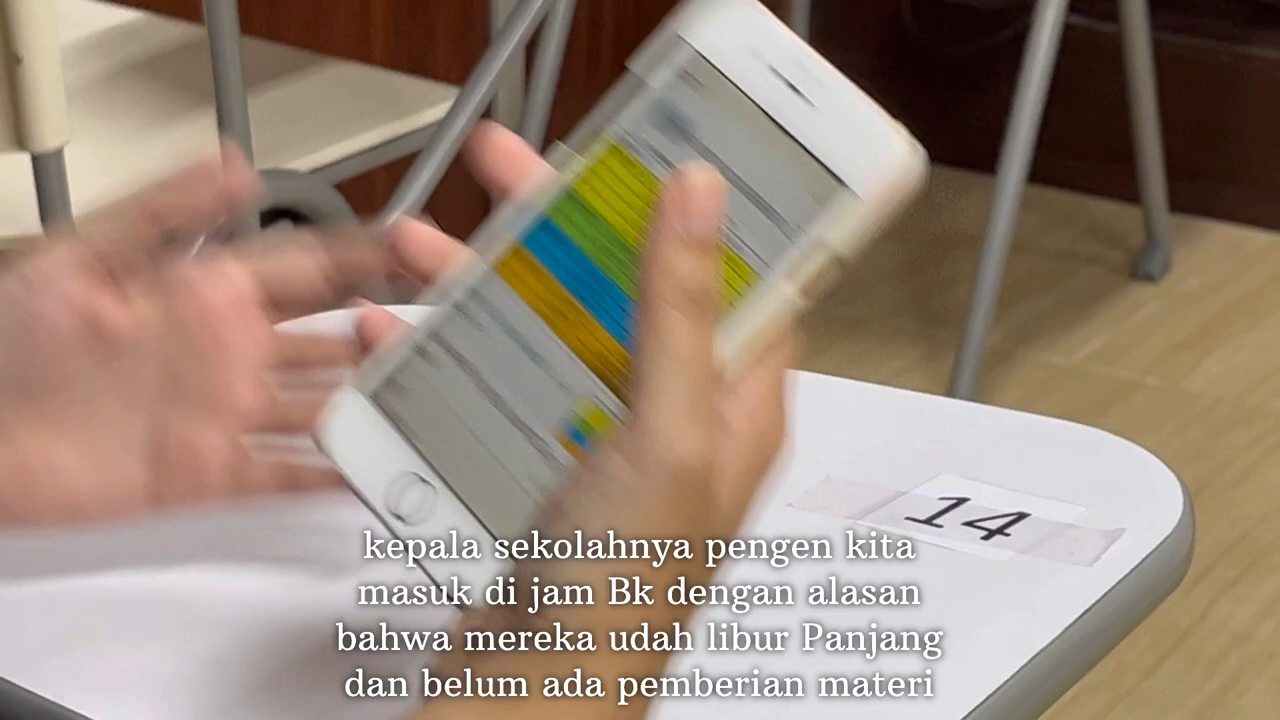 14
kepala sekolahnya pengen kita
masuk di jam Bk dengan alasan
bahwa mereka udah libur Panjang
dan belum ada pemberian materi